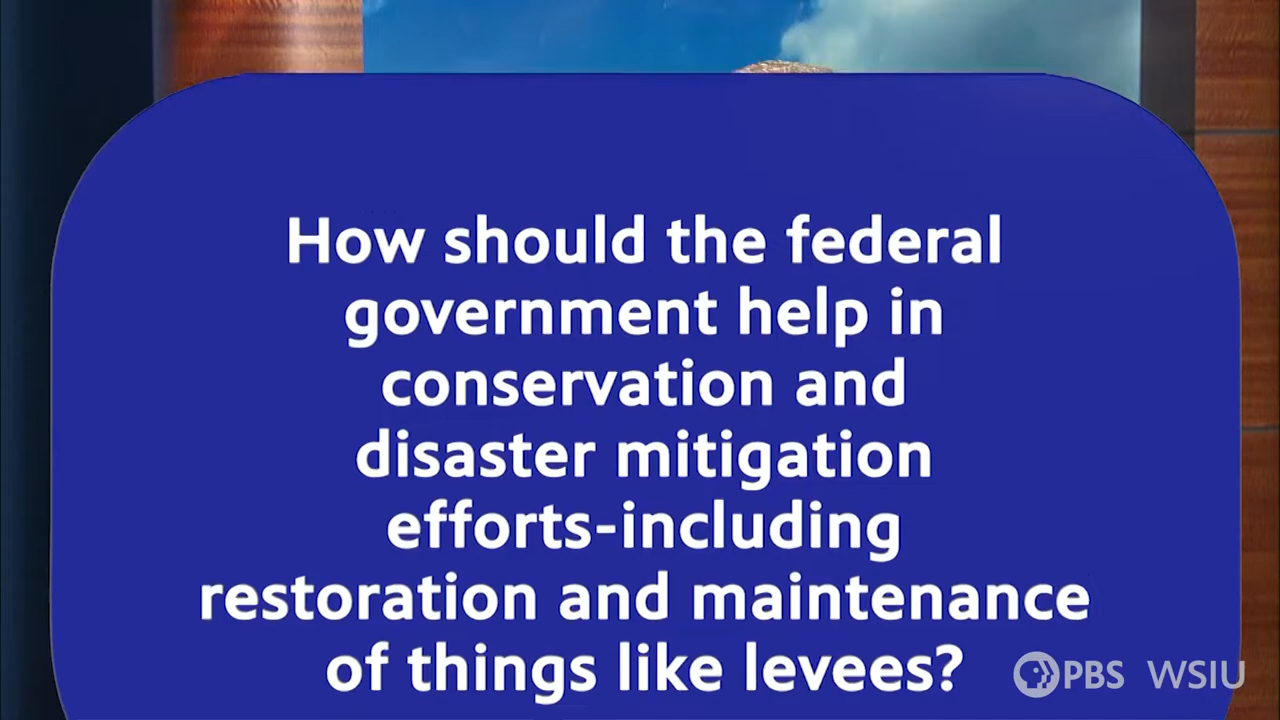 How should the federal
government help in
conservation and
disaster mitigation
efforts-including
restoration and maintenance
of things like levees?
PBS WSIU